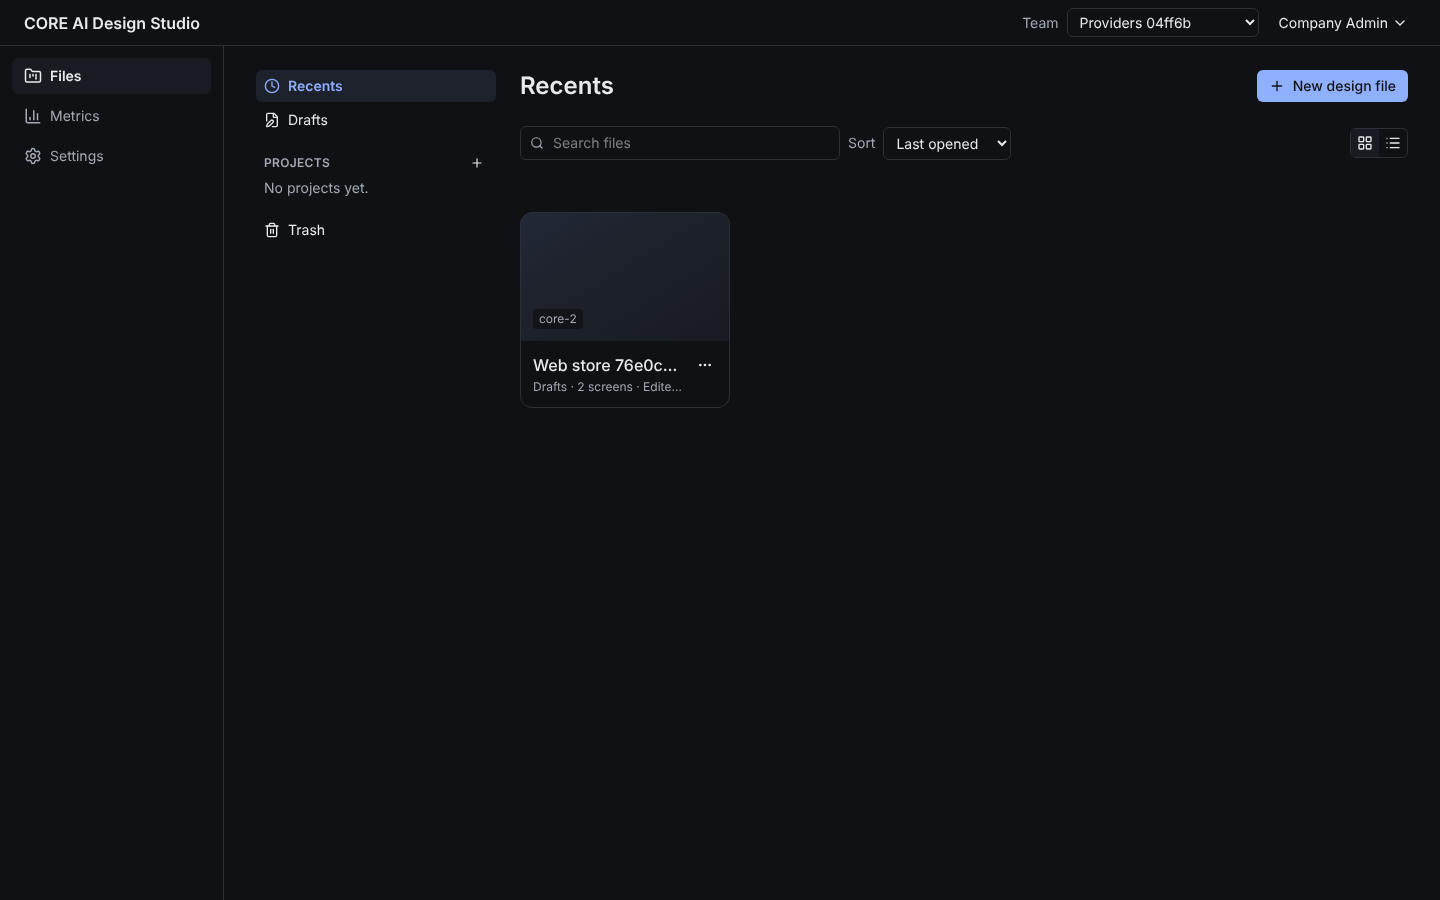 CORE AI Design Studio
Team
Providers 04ff6b
Company Admin
Files
Metrics
Settings
Recents
Drafts
PROJECTS
No projects yet.
Trash
Recents
New design file
Search files
Sort
Last opened
core-2
Web store 76e0c...
Drafts · 2 screens · Edite...